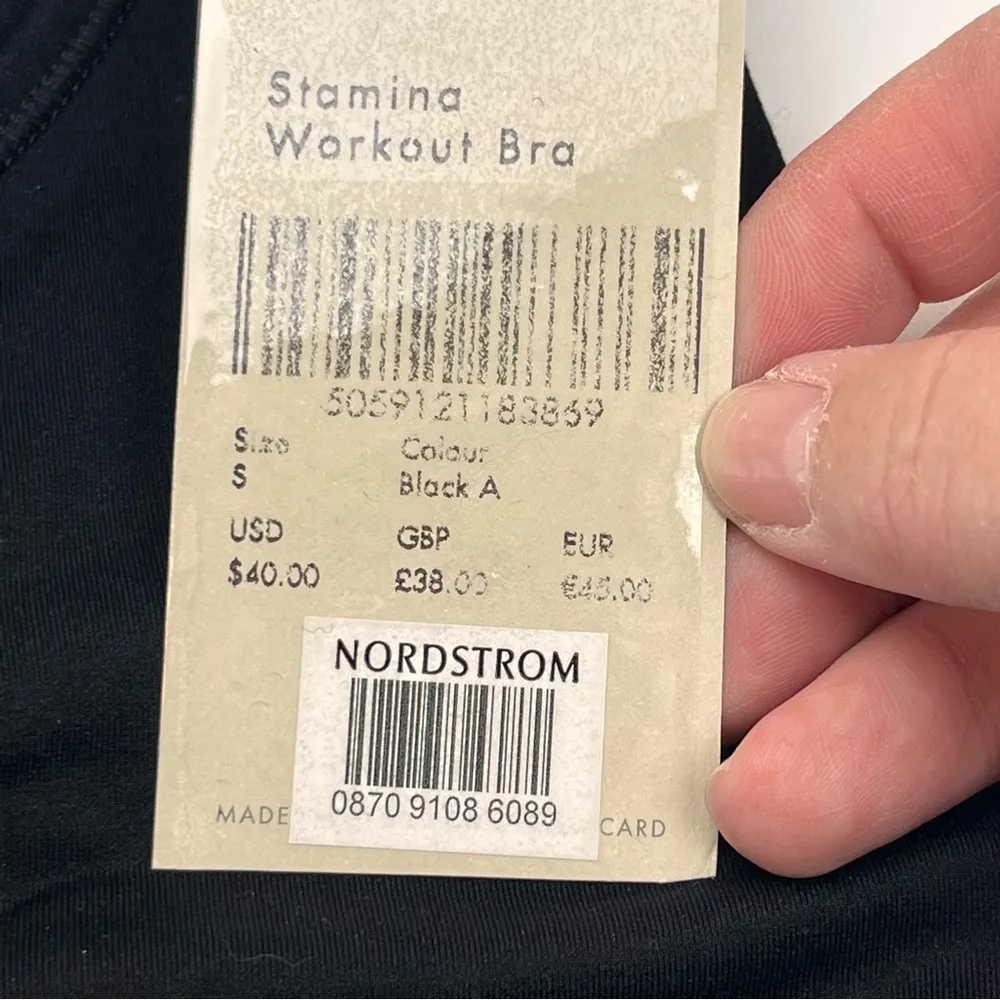 Stamina
Workout Bra
5059121183869
Size Colour
S Black A
USD GBP EUR
$40.00 £38.00 €45.00
NORDSTROM
0870 9108 6089
MADE CARD